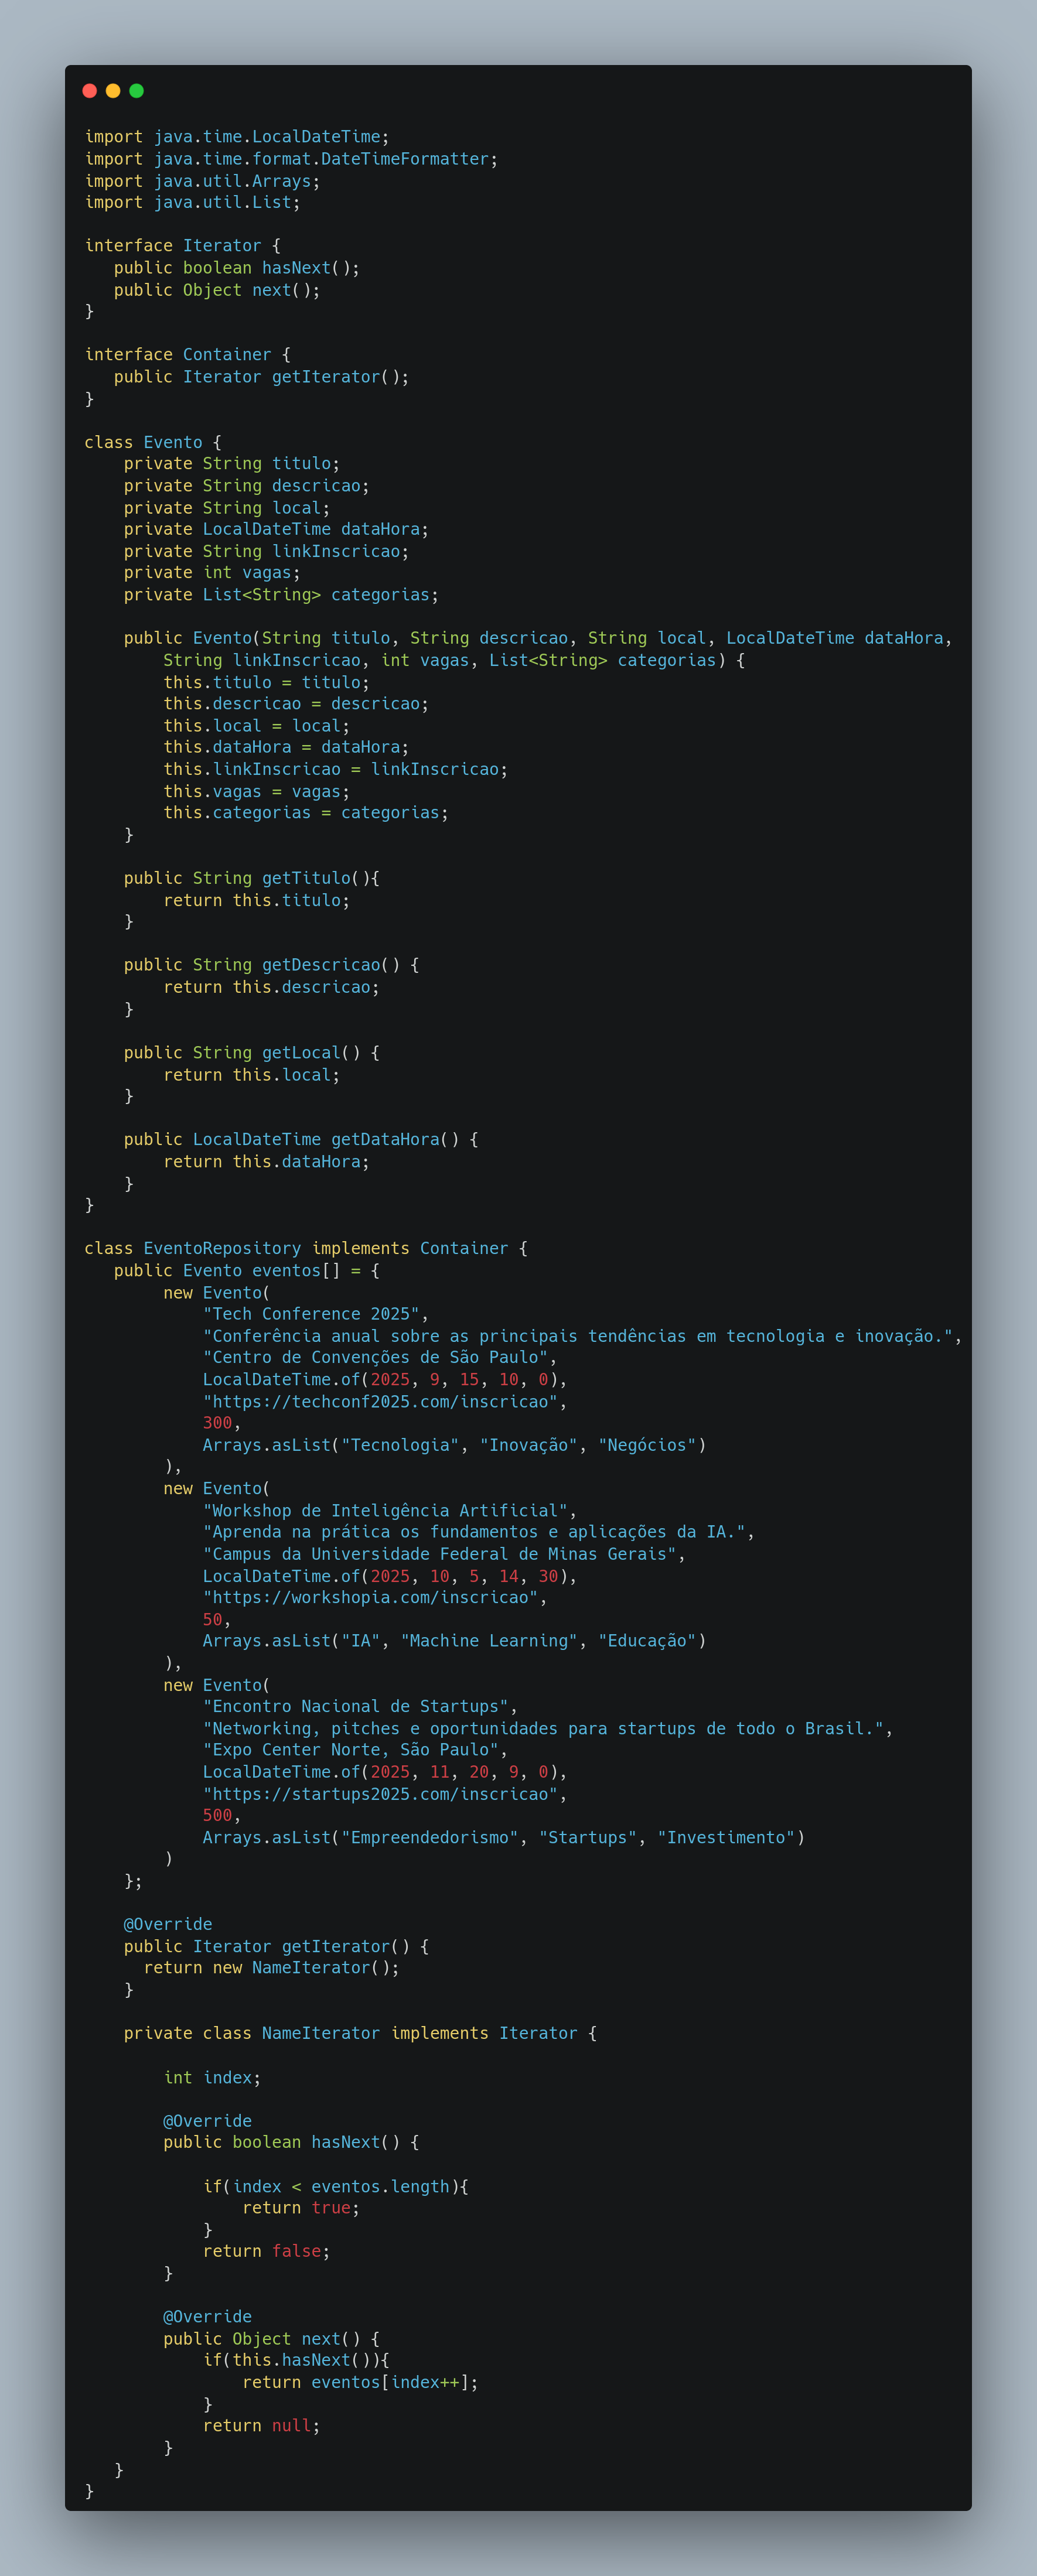 import java.time.LocalDateTime;
import java.time.format.DateTimeFormatter;
import java.util.Arrays;
import java.util.List;

interface Iterator {
   public boolean hasNext();
   public Object next();
}

interface Container {
   public Iterator getIterator();
}

class Evento {
    private String titulo;
    private String descricao;
    private String local;
    private LocalDateTime dataHora;
    private String linkInscricao;
    private int vagas;
    private List<String> categorias;

    public Evento(String titulo, String descricao, String local, LocalDateTime dataHora,
        String linkInscricao, int vagas, List<String> categorias) {
        this.titulo = titulo;
        this.descricao = descricao;
        this.local = local;
        this.dataHora = dataHora;
        this.linkInscricao = linkInscricao;
        this.vagas = vagas;
        this.categorias = categorias;
    }

    public String getTitulo(){
        return this.titulo;
    }

    public String getDescricao() {
        return this.descricao;
    }

    public String getLocal() {
        return this.local;
    }

    public LocalDateTime getDataHora() {
        return this.dataHora;
    }
}

class EventoRepository implements Container {
   public Evento eventos[] = {
        new Evento(
            "Tech Conference 2025",
            "Conferência anual sobre as principais tendências em tecnologia e inovação.",
            "Centro de Convenções de São Paulo",
            LocalDateTime.of(2025, 9, 15, 10, 0),
            "https://techconf2025.com/inscricao",
            300,
            Arrays.asList("Tecnologia", "Inovação", "Negócios")
        ),
        new Evento(
            "Workshop de Inteligência Artificial",
            "Aprenda na prática os fundamentos e aplicações da IA.",
            "Campus da Universidade Federal de Minas Gerais",
            LocalDateTime.of(2025, 10, 5, 14, 30),
            "https://workshopia.com/inscricao",
            50,
            Arrays.asList("IA", "Machine Learning", "Educação")
        ),
        new Evento(
            "Encontro Nacional de Startups",
            "Networking, pitches e oportunidades para startups de todo o Brasil.",
            "Expo Center Norte, São Paulo",
            LocalDateTime.of(2025, 11, 20, 9, 0),
            "https://startups2025.com/inscricao",
            500,
            Arrays.asList("Empreendedorismo", "Startups", "Investimento")
        )
    };

    @Override
    public Iterator getIterator() {
      return new NameIterator();
    }

    private class NameIterator implements Iterator {

        int index;

        @Override
        public boolean hasNext() {

            if(index < eventos.length){
                return true;
            }
            return false;
        }

        @Override
        public Object next() {
            if(this.hasNext()){
                return eventos[index++];
            }
            return null;
        }
   }
}